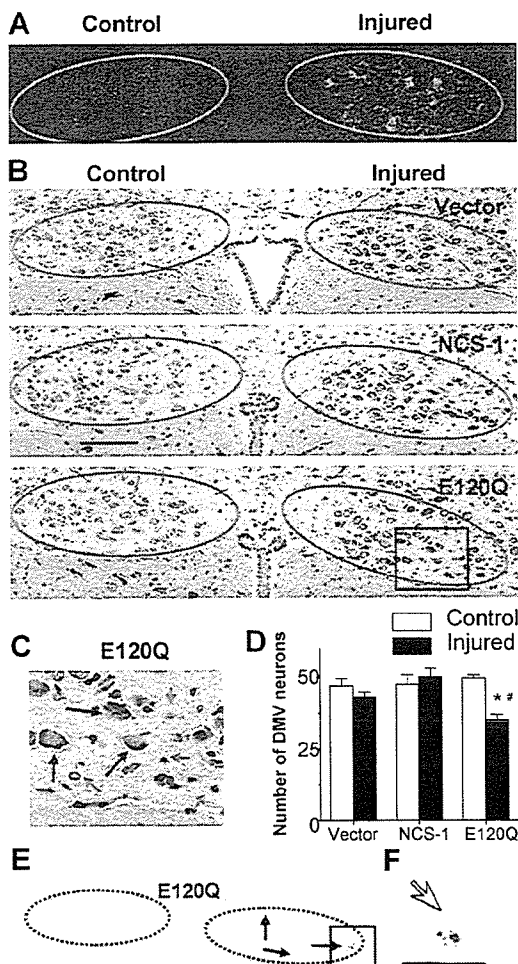 A
Control Injured
B
Control Injured
Vector
NCS-1
E120Q
C
E120Q
D
Control
Injured
Number of DMV neurons
50
25
0
* #
Vector NCS-1 E120Q
E
E120Q
F